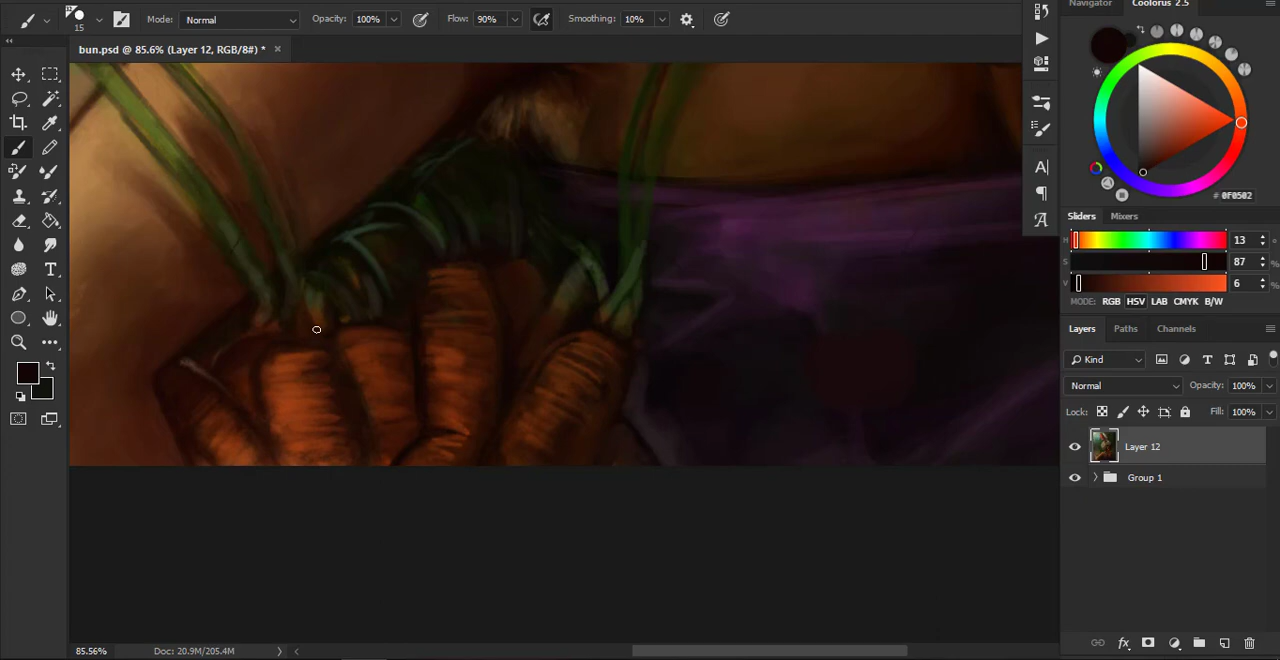 Navigator Coolorus 2.5
15 Mode: Normal Opacity: 100% Flow: 90% Smoothing: 10%
bun.psd @ 85.6% (Layer 12, RGB/8#) * ×
# 0F0502
Sliders Mixers
H 13 °
S 87 %
V 6 %
MODE: RGB HSV LAB CMYK B/W
Layers Paths Channels
Kind
Normal Opacity: 100%
Lock: Fill: 100%
Layer 12
Group 1
85.56% Doc: 20.9M/205.4M